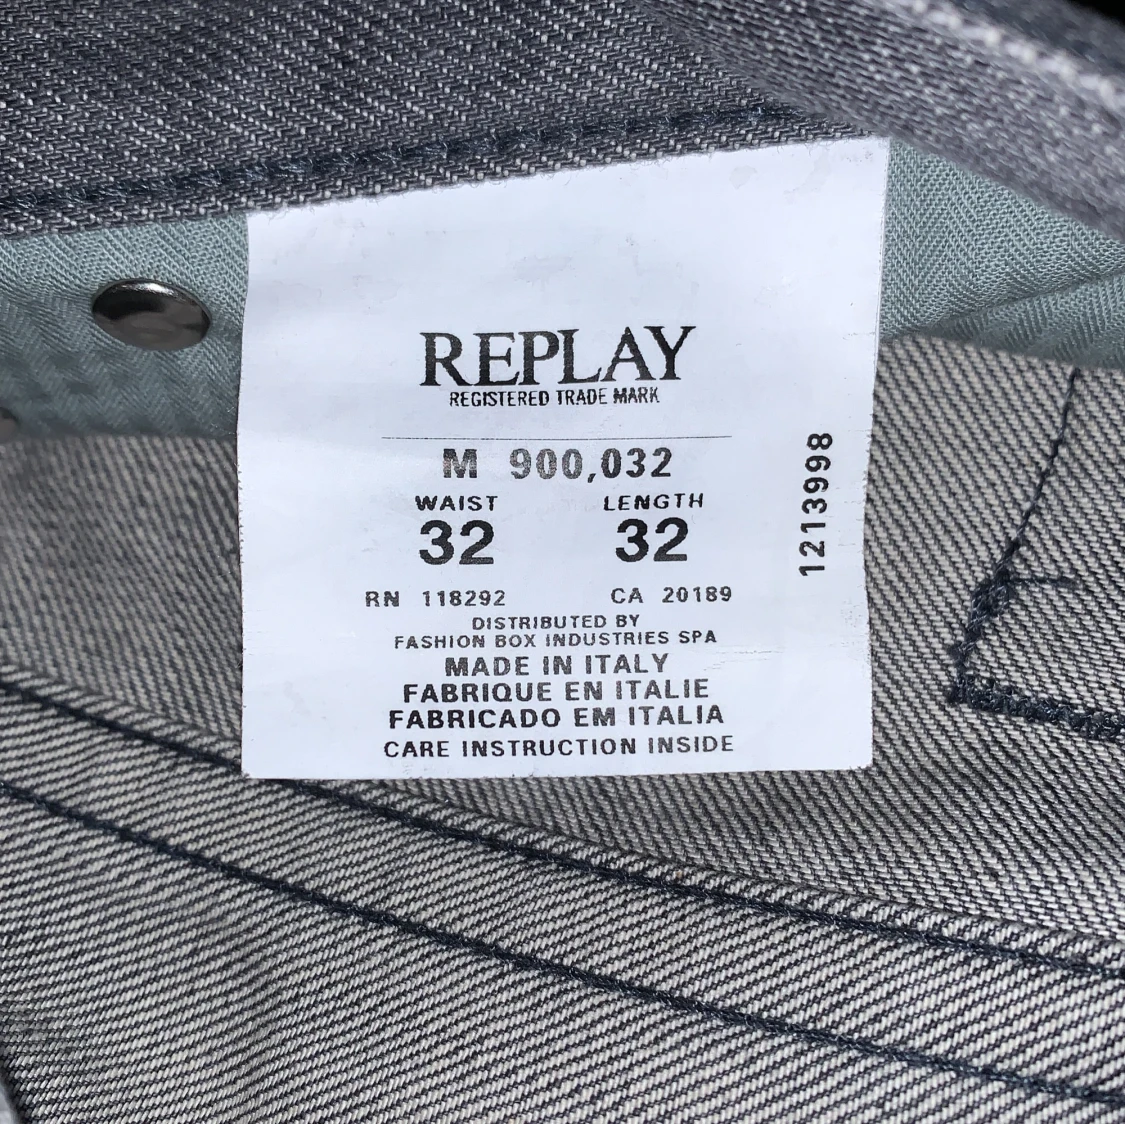 REPLAY
REGISTERED TRADE MARK
M 900,032
WAIST LENGTH
32 32
RN 118292 CA 20189
DISTRIBUTED BY
FASHION BOX INDUSTRIES SPA
MADE IN ITALY
FABRIQUE EN ITALIE
FABRICADO EM ITALIA
CARE INSTRUCTION INSIDE
1213998